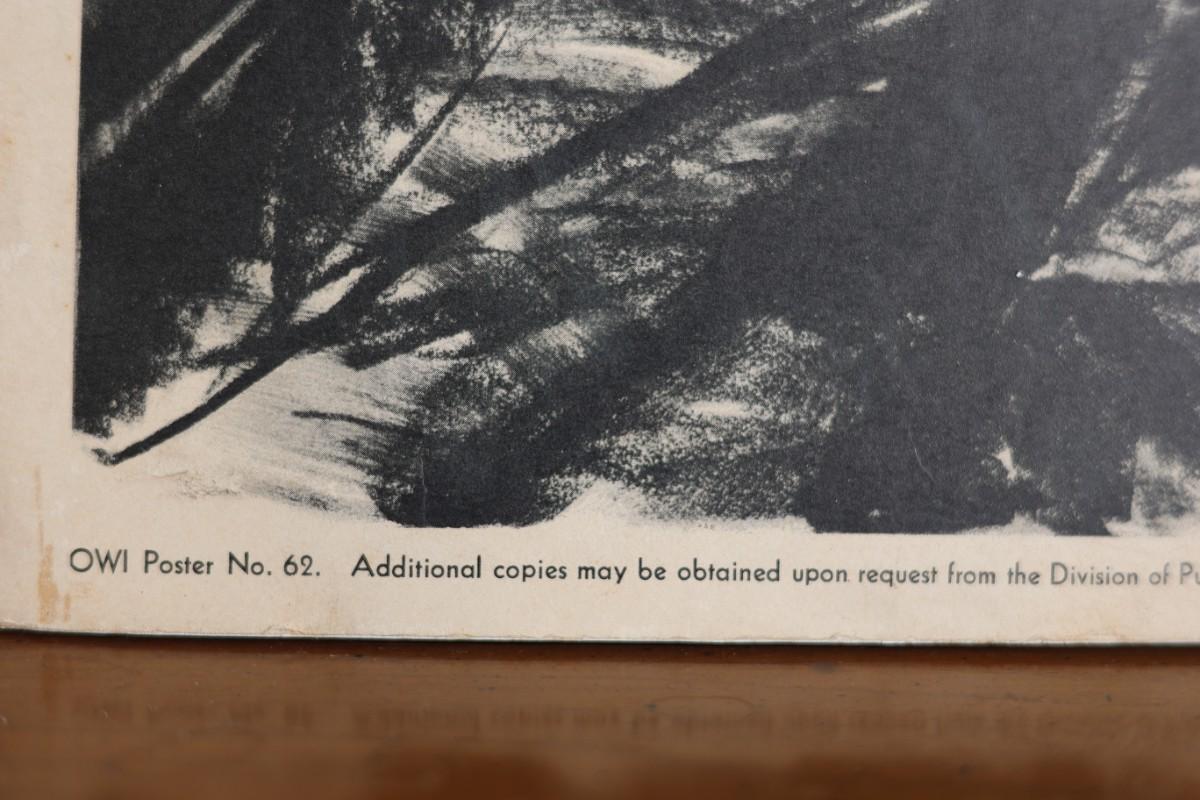 OWI Poster No. 62. Additional copies may be obtained upon request from the Division of